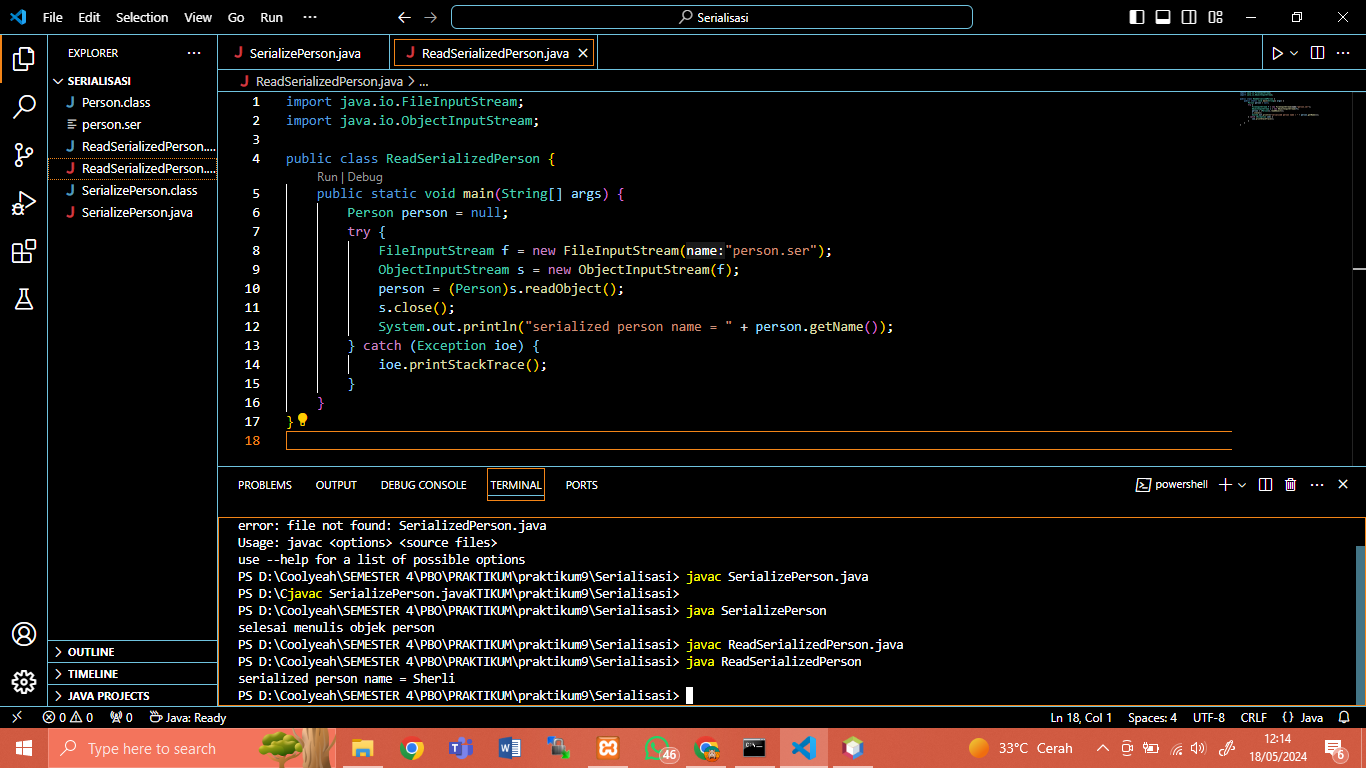 File Edit Selection View Go Run ··· Serialisasi
EXPLORER ···
SERIALISASI
Person.class
person.ser
ReadSerializedPerson....
ReadSerializedPerson....
SerializePerson.class
SerializePerson.java
OUTLINE
TIMELINE
JAVA PROJECTS
SerializePerson.java ReadSerializedPerson.java
ReadSerializedPerson.java > ...
1 import java.io.FileInputStream;
2 import java.io.ObjectInputStream;
3
4 public class ReadSerializedPerson {
Run | Debug
5 public static void main(String[] args) {
6 Person person = null;
7 try {
8 FileInputStream f = new FileInputStream(name:"person.ser");
9 ObjectInputStream s = new ObjectInputStream(f);
10 person = (Person)s.readObject();
11 s.close();
12 System.out.println("serialized person name = " + person.getName());
13 } catch (Exception ioe) {
14 ioe.printStackTrace();
15 }
16 }
17 }
18
PROBLEMS OUTPUT DEBUG CONSOLE TERMINAL PORTS powershell
error: file not found: SerializedPerson.java
Usage: javac <options> <source files>
use --help for a list of possible options
PS D:\Coolyeah\SEMESTER 4\PBO\PRAKTIKUM\praktikum9\Serialisasi> javac SerializePerson.java
PS D:\Cjavac SerializePerson.javaKTIKUM\praktikum9\Serialisasi>
PS D:\Coolyeah\SEMESTER 4\PBO\PRAKTIKUM\praktikum9\Serialisasi> java SerializePerson
selesai menulis objek person
PS D:\Coolyeah\SEMESTER 4\PBO\PRAKTIKUM\praktikum9\Serialisasi> javac ReadSerializedPerson.java
PS D:\Coolyeah\SEMESTER 4\PBO\PRAKTIKUM\praktikum9\Serialisasi> java ReadSerializedPerson
serialized person name = Sherli
PS D:\Coolyeah\SEMESTER 4\PBO\PRAKTIKUM\praktikum9\Serialisasi>
0 0 0 Java: Ready Ln 18, Col 1 Spaces: 4 UTF-8 CRLF {} Java
Type here to search 46 33°C Cerah 12:14
18/05/2024 6